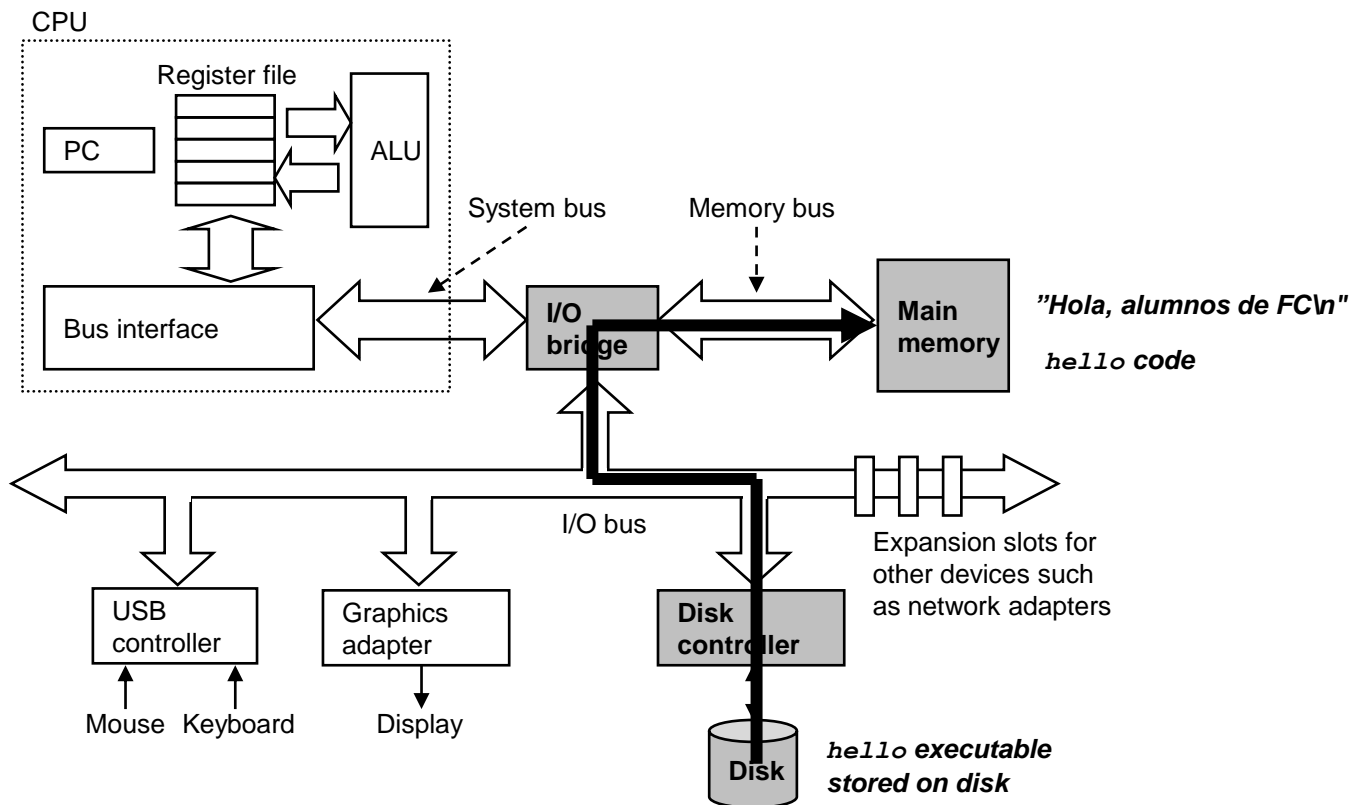 CPU
Register file
PC
ALU
System bus
Memory bus
Bus interface
I/O
bridge
Main
memory
”Hola, alumnos de FC\n"
hello code
I/O bus
Expansion slots for
other devices such
as network adapters
USB
controller
Graphics
adapter
Disk
controller
Mouse
Keyboard
Display
Disk
hello executable
stored on disk